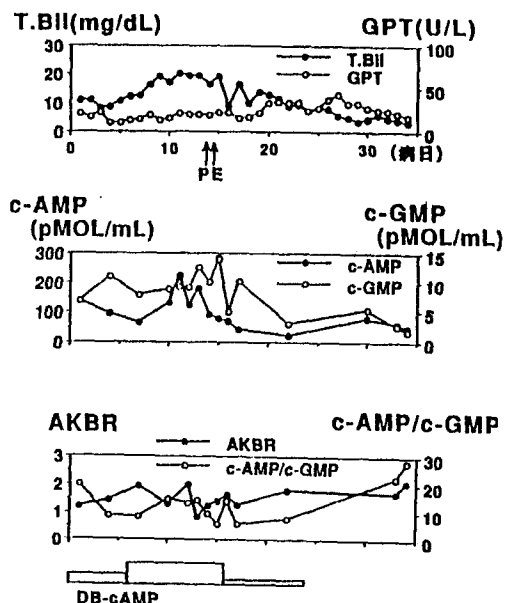 T.Bil(mg/dL) GPT(U/L)
30 100
T.Bil
GPT
20
50
10
0 0
0 10 20 30 (病日)
PE
c-AMP c-GMP
(pMOL/mL) (pMOL/mL)
300 15
c-AMP
200 c-GMP 10
100 5
0 0
AKBR c-AMP/c-GMP
AKBR
3 c-AMP/c-GMP 30
2 20
1 10
0 0
DB-cAMP